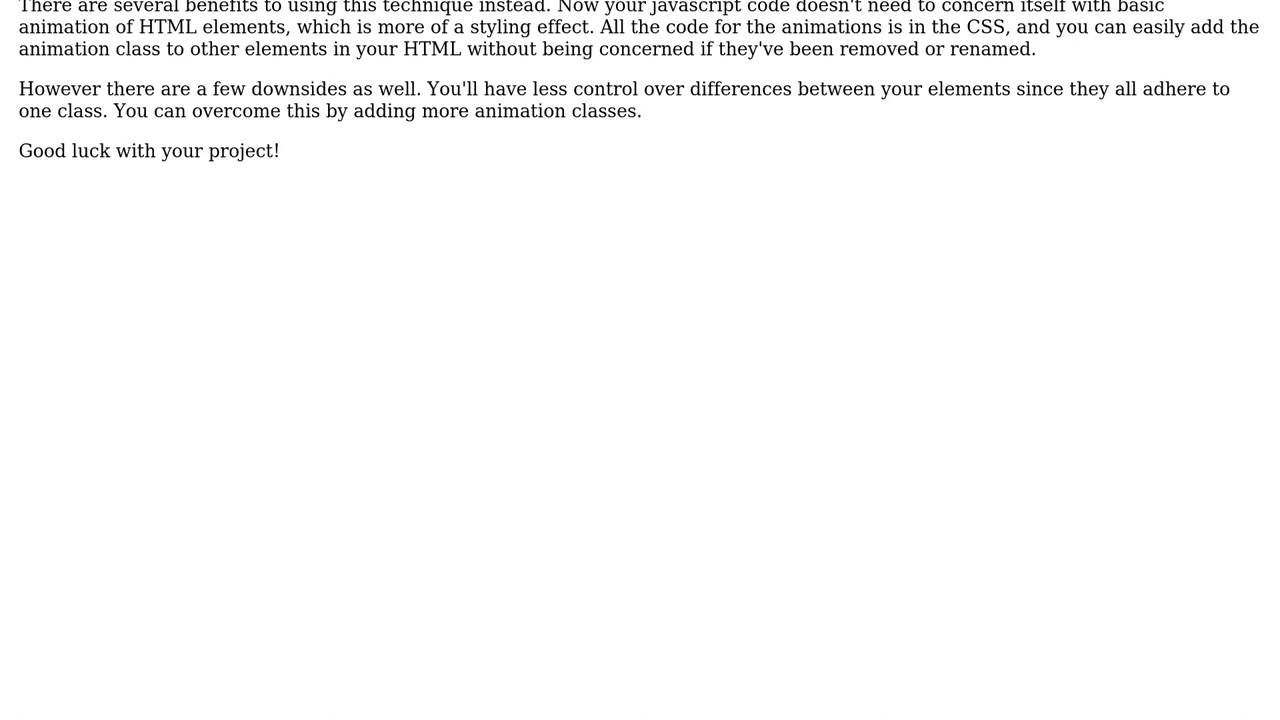 There are several benefits to using this technique instead. Now your javascript code doesn't need to concern itself with basic
animation of HTML elements, which is more of a styling effect. All the code for the animations is in the CSS, and you can easily add the
animation class to other elements in your HTML without being concerned if they've been removed or renamed.
However there are a few downsides as well. You'll have less control over differences between your elements since they all adhere to
one class. You can overcome this by adding more animation classes.
Good luck with your project!